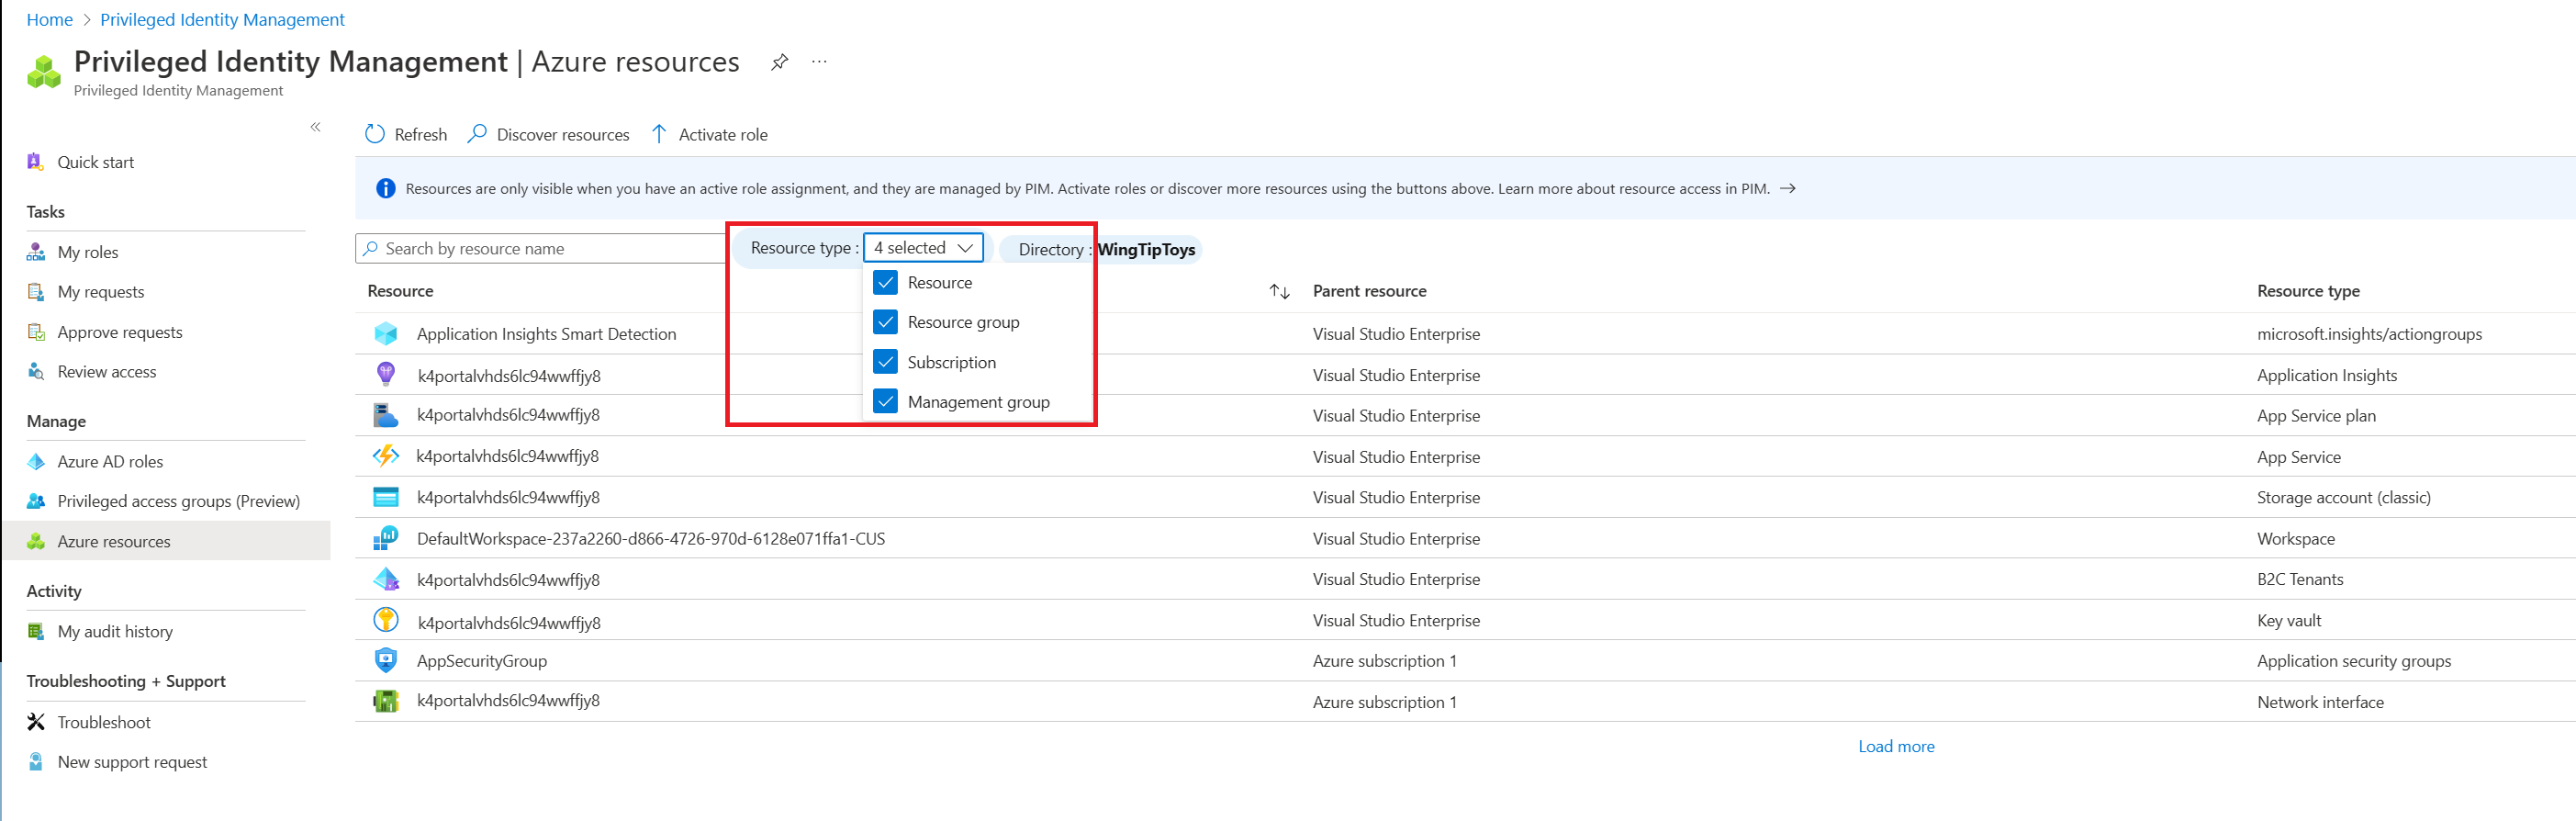 Home > Privileged Identity Management
Privileged Identity Management | Azure resources ...
Privileged Identity Management
«
Quick start
Tasks
My roles
My requests
Approve requests
Review access
Manage
Azure AD roles
Privileged access groups (Preview)
Azure resources
Activity
My audit history
Troubleshooting + Support
Troubleshoot
New support request
Refresh Discover resources Activate role
Resources are only visible when you have an active role assignment, and they are managed by PIM. Activate roles or discover more resources using the buttons above. Learn more about resource access in PIM. →
Search by resource name Resource type : 4 selected Directory : WingTipToys
Resource
Resource group
Subscription
Management group
Resource ↑↓ Parent resource Resource type
Application Insights Smart Detection Visual Studio Enterprise microsoft.insights/actiongroups
k4portalvhds6lc94wwffjy8 Visual Studio Enterprise Application Insights
k4portalvhds6lc94wwffjy8 Visual Studio Enterprise App Service plan
k4portalvhds6lc94wwffjy8 Visual Studio Enterprise App Service
k4portalvhds6lc94wwffjy8 Visual Studio Enterprise Storage account (classic)
DefaultWorkspace-237a2260-d866-4726-970d-6128e071ffa1-CUS Visual Studio Enterprise Workspace
k4portalvhds6lc94wwffjy8 Visual Studio Enterprise B2C Tenants
k4portalvhds6lc94wwffjy8 Visual Studio Enterprise Key vault
AppSecurityGroup Azure subscription 1 Application security groups
k4portalvhds6lc94wwffjy8 Azure subscription 1 Network interface
Load more